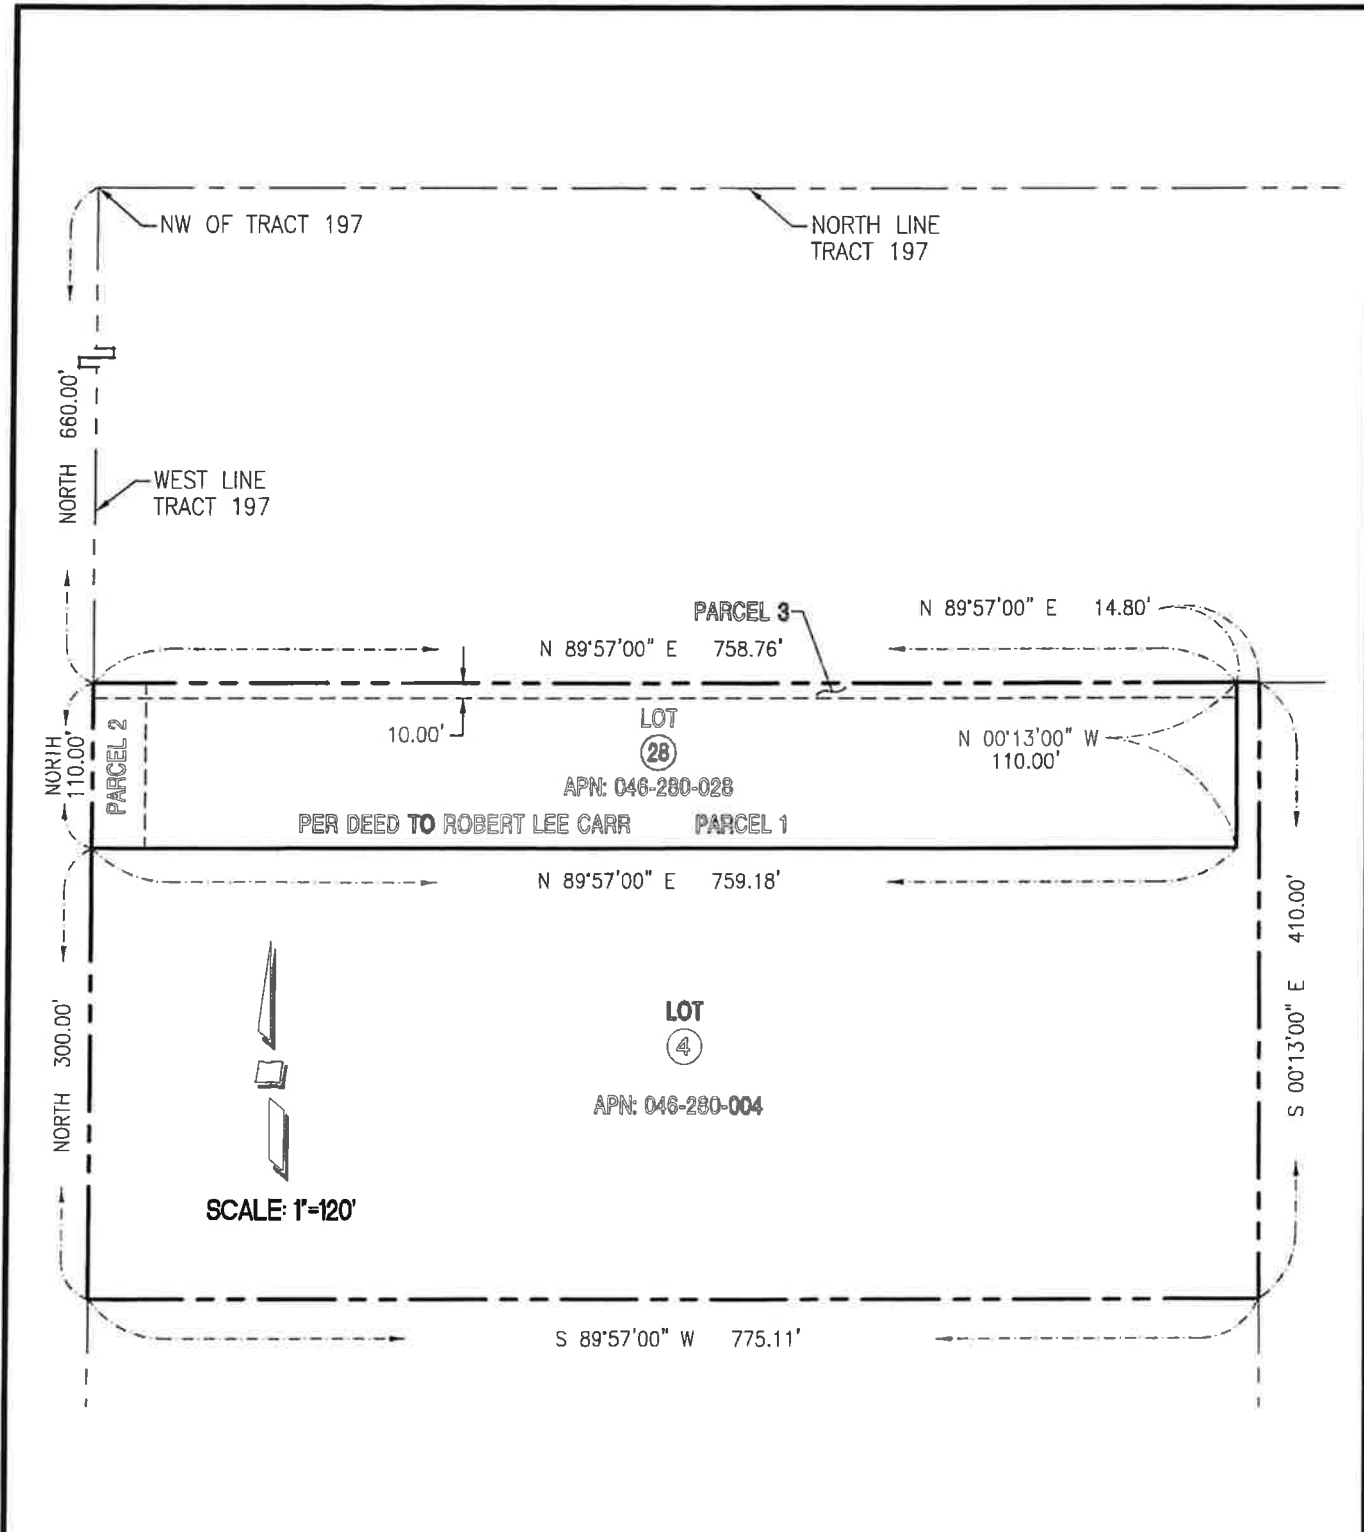 NW OF TRACT 197
NORTH LINE
TRACT 197
NORTH 660.00'
WEST LINE
TRACT 197
PARCEL 3
N 89°57'00" E 14.80'
N 89°57'00" E 758.76'
NORTH
110.00'
PARCEL 2
10.00'
LOT
28
APN: 046-280-028
N 00°13'00" W
110.00'
PER DEED TO ROBERT LEE CARR PARCEL 1
N 89°57'00" E 759.18'
S 00°13'00" E 410.00'
NORTH 300.00'
LOT
4
APN: 046-280-004
SCALE: 1"=120'
S 89°57'00" W 775.11'